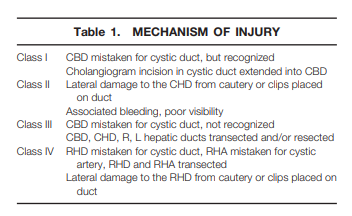 Table 1. MECHANISM OF INJURY
Class I CBD mistaken for cystic duct, but recognized
Cholangiogram incision in cystic duct extended into CBD
Class II Lateral damage to the CHD from cautery or clips placed
on duct
Associated bleeding, poor visibility
Class III CBD mistaken for cystic duct, not recognized
CBD, CHD, R, L hepatic ducts transected and/or resected
Class IV RHD mistaken for cystic duct, RHA mistaken for cystic
artery, RHD and RHA transected
Lateral damage to the RHD from cautery or clips placed on
duct